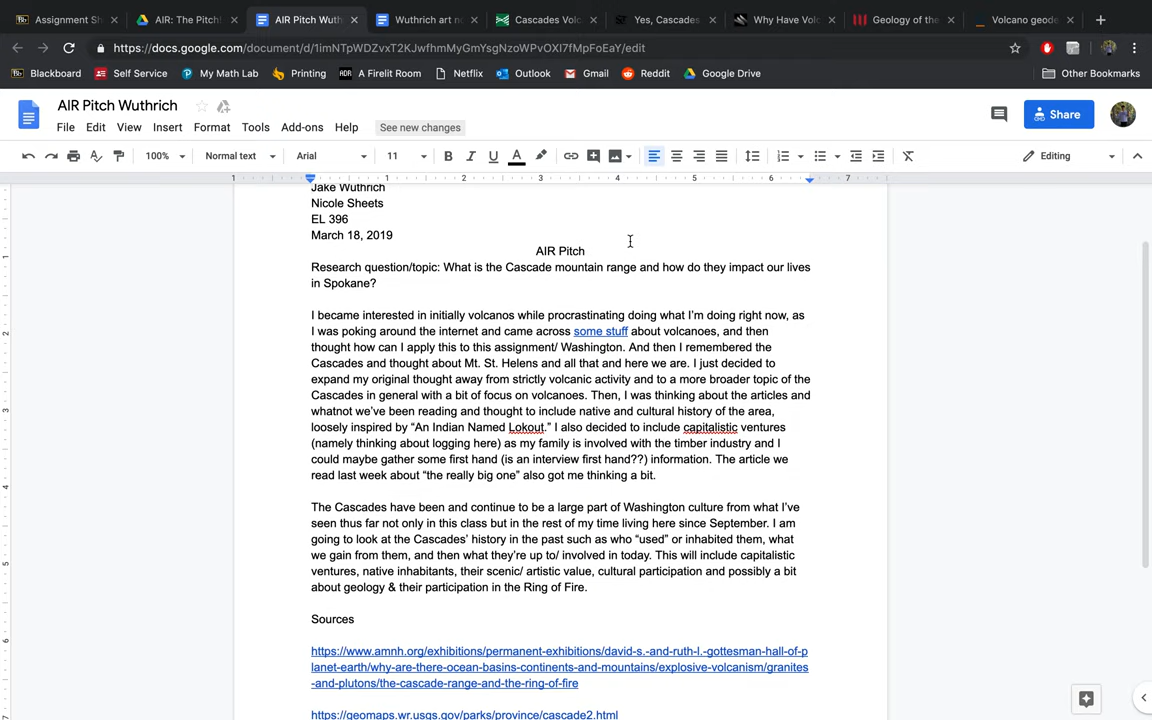 Assignment Sh
AIR: The Pitch!
AIR Pitch Wuth
Wuthrich art no
Cascades Volc
Yes, Cascades
Why Have Volc
Geology of the
Volcano geode
https://docs.google.com/document/d/1imNTpWDZvxT2KJwfhmMyGmYsgNzoWPvOXI7fMpFoEaY/edit
Blackboard
Self Service
My Math Lab
Printing
A Firelit Room
Netflix
Outlook
Gmail
Reddit
Google Drive
Other Bookmarks
AIR Pitch Wuthrich
File Edit View Insert Format Tools Add-ons Help See new changes
Share
100% Normal text Arial 11 Editing
1 1 2 3 4 5 6 7
Jake Wuthrich
Nicole Sheets
EL 396
March 18, 2019
AIR Pitch
Research question/topic: What is the Cascade mountain range and how do they impact our lives
in Spokane?
I became interested in initially volcanos while procrastinating doing what I'm doing right now, as
I was poking around the internet and came across some stuff about volcanoes, and then
thought how can I apply this to this assignment/ Washington. And then I remembered the
Cascades and thought about Mt. St. Helens and all that and here we are. I just decided to
expand my original thought away from strictly volcanic activity and to a more broader topic of the
Cascades in general with a bit of focus on volcanoes. Then, I was thinking about the articles and
whatnot we've been reading and thought to include native and cultural history of the area,
loosely inspired by “An Indian Named Lokout.” I also decided to include capitalistic ventures
(namely thinking about logging here) as my family is involved with the timber industry and I
could maybe gather some first hand (is an interview first hand??) information. The article we
read last week about “the really big one” also got me thinking a bit.
The Cascades have been and continue to be a large part of Washington culture from what I've
seen thus far not only in this class but in the rest of my time living here since September. I am
going to look at the Cascades' history in the past such as who “used” or inhabited them, what
we gain from them, and then what they're up to/ involved in today. This will include capitalistic
ventures, native inhabitants, their scenic/ artistic value, cultural participation and possibly a bit
about geology & their participation in the Ring of Fire.
Sources
https://www.amnh.org/exhibitions/permanent-exhibitions/david-s.-and-ruth-l.-gottesman-hall-of-p
lanet-earth/why-are-there-ocean-basins-continents-and-mountains/explosive-volcanism/granites
-and-plutons/the-cascade-range-and-the-ring-of-fire
https://geomaps.wr.usgs.gov/parks/province/cascade2.html